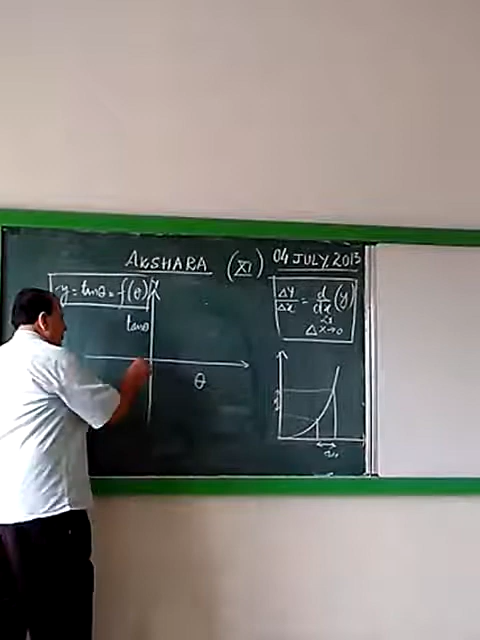 AKSHARA (XI) 04 JULY, 2013
y = tanθ = f(θ)
tanθ
θ
Δy/Δx = d/dx (y)
Δx→0